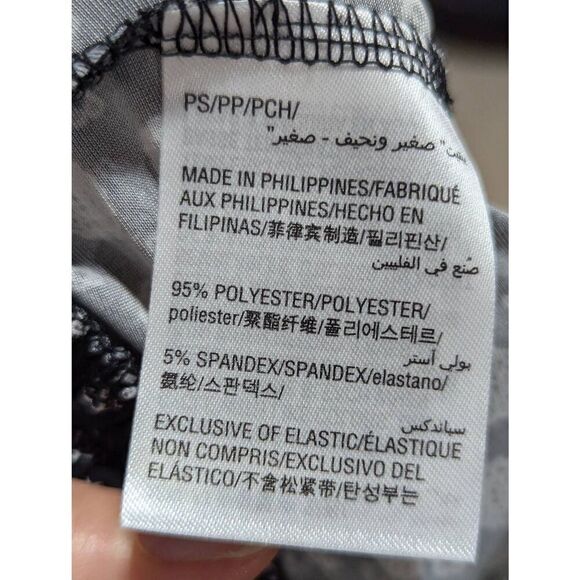 PS/PP/PCH/
صغير ونحيف - صغير"
MADE IN PHILIPPINES/FABRIQUÉ
AUX PHILIPPINES/HECHO EN
FILIPINAS/菲律宾制造/필리핀산/
صُنع في الفلبين
95% POLYESTER/POLYESTER/
poliester/聚酯纤维/폴리에스테르/
بولي أستر
5% SPANDEX/SPANDEX/elastano/
氨纶/스판덱스/
سباندكس
EXCLUSIVE OF ELASTIC/ÉLASTIQUE
NON COMPRIS/EXCLUSIVO DEL
ELÁSTICO/不含松紧带/탄성부는